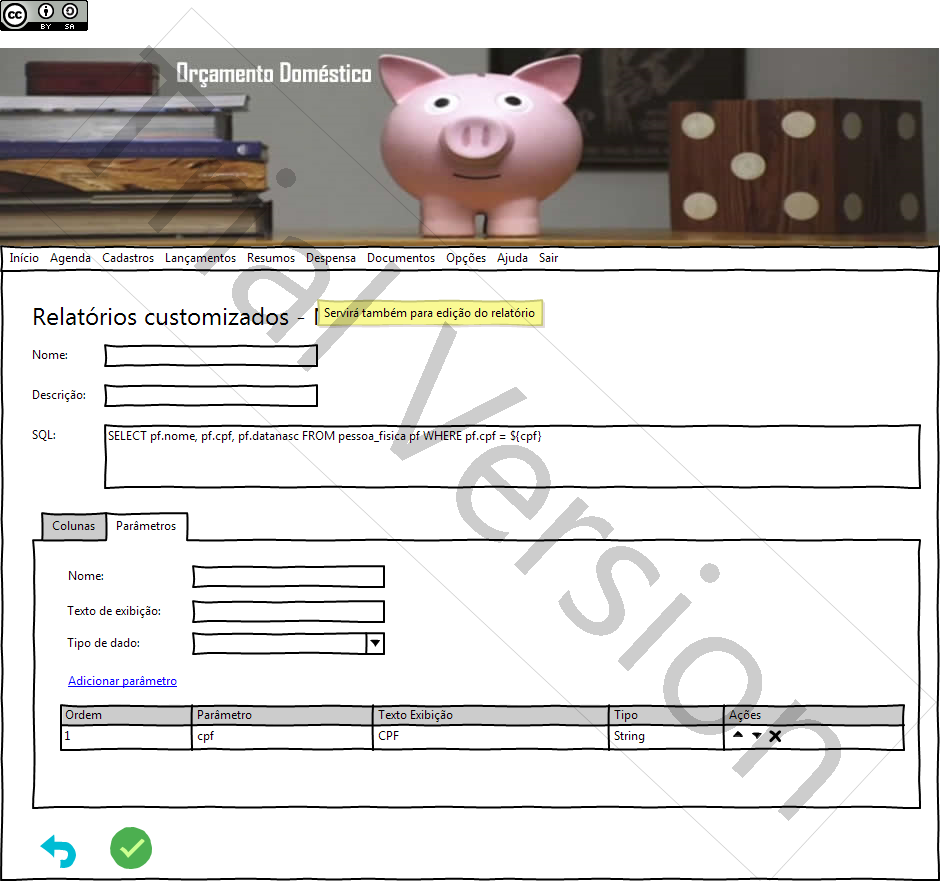 cc
BY SA
Orçamento Doméstico
Início Agenda Cadastros Lançamentos Resumos Despensa Documentos Opções Ajuda Sair
Relatórios customizados -
Servirá também para edição do relatório
Nome:
Descrição:
SQL:
SELECT pf.nome, pf.cpf, pf.datanasc FROM pessoa_fisica pf WHERE pf.cpf = ${cpf}
Colunas Parâmetros
Nome:
Texto de exibição:
Tipo de dado:
Adicionar parâmetro
Ordem Parâmetro Texto Exibição Tipo Ações
1 cpf CPF String
Trial Version